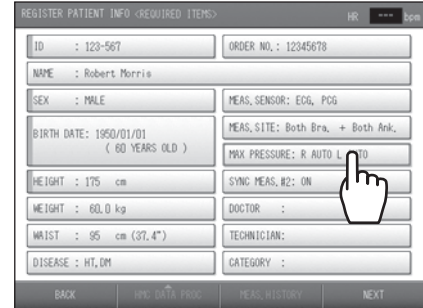 REGISTER PATIENT INFO <REQUIRED ITEMS> HR --- bpm
ID : 123-567
ORDER NO.: 12345678
NAME : Robert Morris
SEX : MALE
MEAS. SENSOR: ECG, PCG
BIRTH DATE: 1950/01/01
( 60 YEARS OLD )
MEAS. SITE: Both Bra. + Both Ank.
MAX PRESSURE: R AUTO L TO
HEIGHT : 175 cm
SYNC MEAS. #2: ON
WEIGHT : 60.0 kg
DOCTOR :
WAIST : 95 cm (37.4")
TECHNICIAN:
DISEASE : HT, DM
CATEGORY :
BACK HMC DATA PROC MEAS. HISTORY NEXT